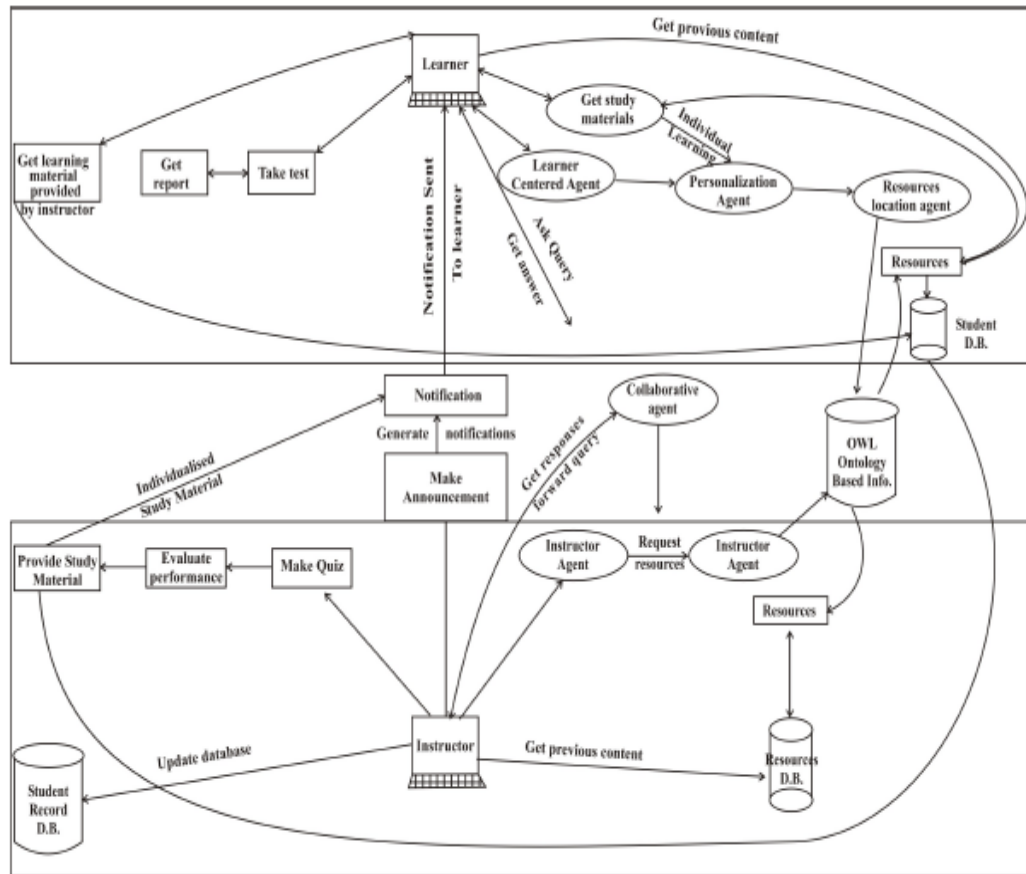 Get provious content
Learner
Get study
materials
Individual
Learning
Get learning
material
provided
by instructor
Get
report
Take test
Learner
Centered Agent
Personalization
Agent
Resources
location agent
Notification Sent
To learner
Ask Query
Get answer
Resources
Student
D.B.
Notification
Collaborative
agent
Generate notifications
Get responses
forward query
OWL
Ontology
Based Info.
Individualised
Study Material
Make
Announcement
Provide Study
Material
Evaluate
performance
Make Quiz
Instructor
Agent
Request
resources
Instructor
Agent
Resources
Instructor
Update database
Get previous content
Resources
D.B.
Student
Record
D.B.